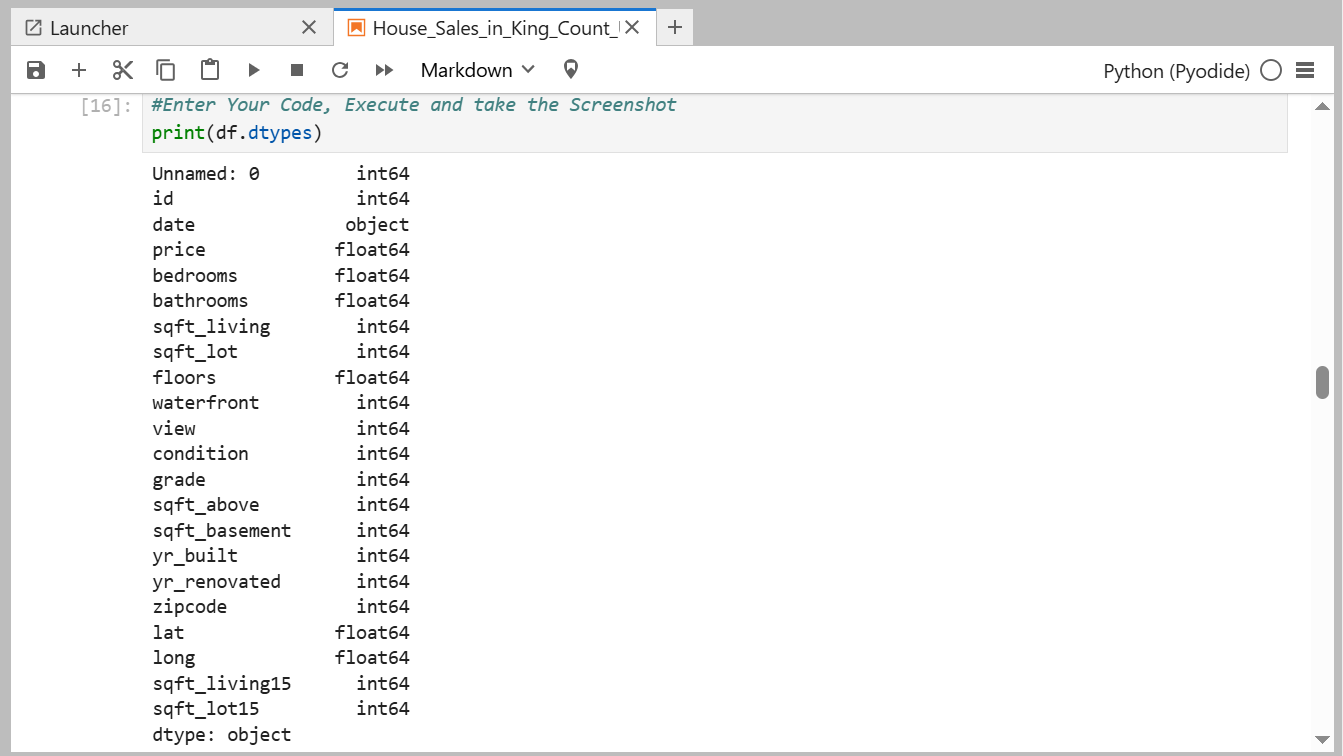 Launcher
House_Sales_in_King_Count_
Markdown
Python (Pyodide)
[16]:
#Enter Your Code, Execute and take the Screenshot
print(df.dtypes)
Unnamed: 0 int64
id int64
date object
price float64
bedrooms float64
bathrooms float64
sqft_living int64
sqft_lot int64
floors float64
waterfront int64
view int64
condition int64
grade int64
sqft_above int64
sqft_basement int64
yr_built int64
yr_renovated int64
zipcode int64
lat float64
long float64
sqft_living15 int64
sqft_lot15 int64
dtype: object